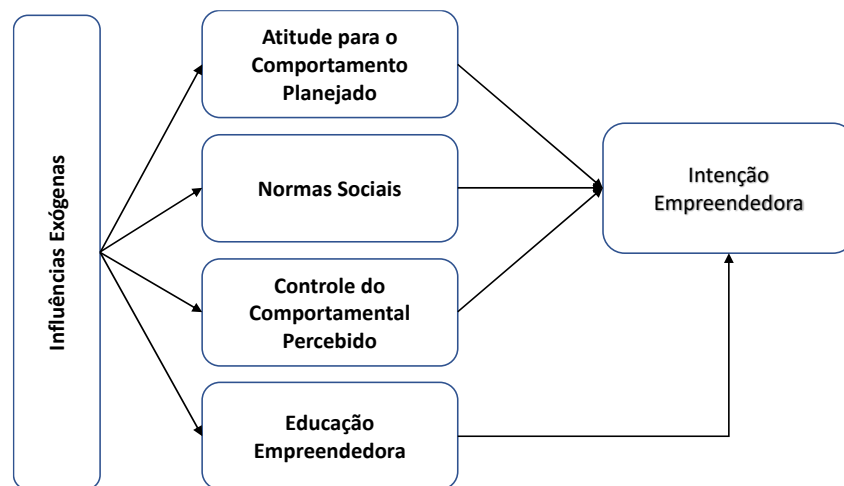 Influências Exógenas
Atitude para o
Comportamento
Planejado
Normas Sociais
Controle do
Comportamental
Percebido
Educação
Empreendedora
Intenção
Empreendedora